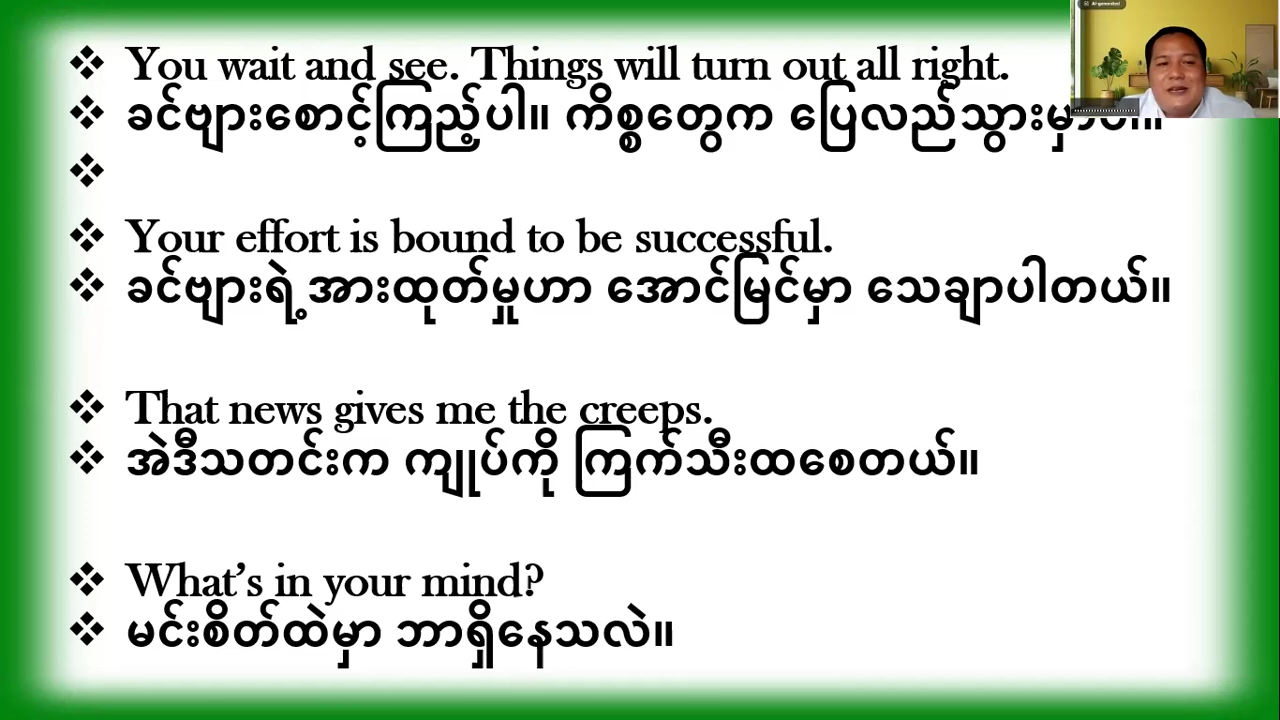 AI-generated
❖ You wait and see. Things will turn out all right.
❖ ခင်ဗျားစောင့်ကြည့်ပါ။ ကိစ္စတွေက ပြေလည်သွားမှာပါ။
❖
❖ Your effort is bound to be successful.
❖ ခင်ဗျားရဲ့အားထုတ်မှုဟာ အောင်မြင်မှာ သေချာပါတယ်။
❖ That news gives me the creeps.
❖ အဲဒီသတင်းက ကျုပ်ကို ကြက်သီးထစေတယ်။
❖ What's in your mind?
❖ မင်းစိတ်ထဲမှာ ဘာရှိနေသလဲ။